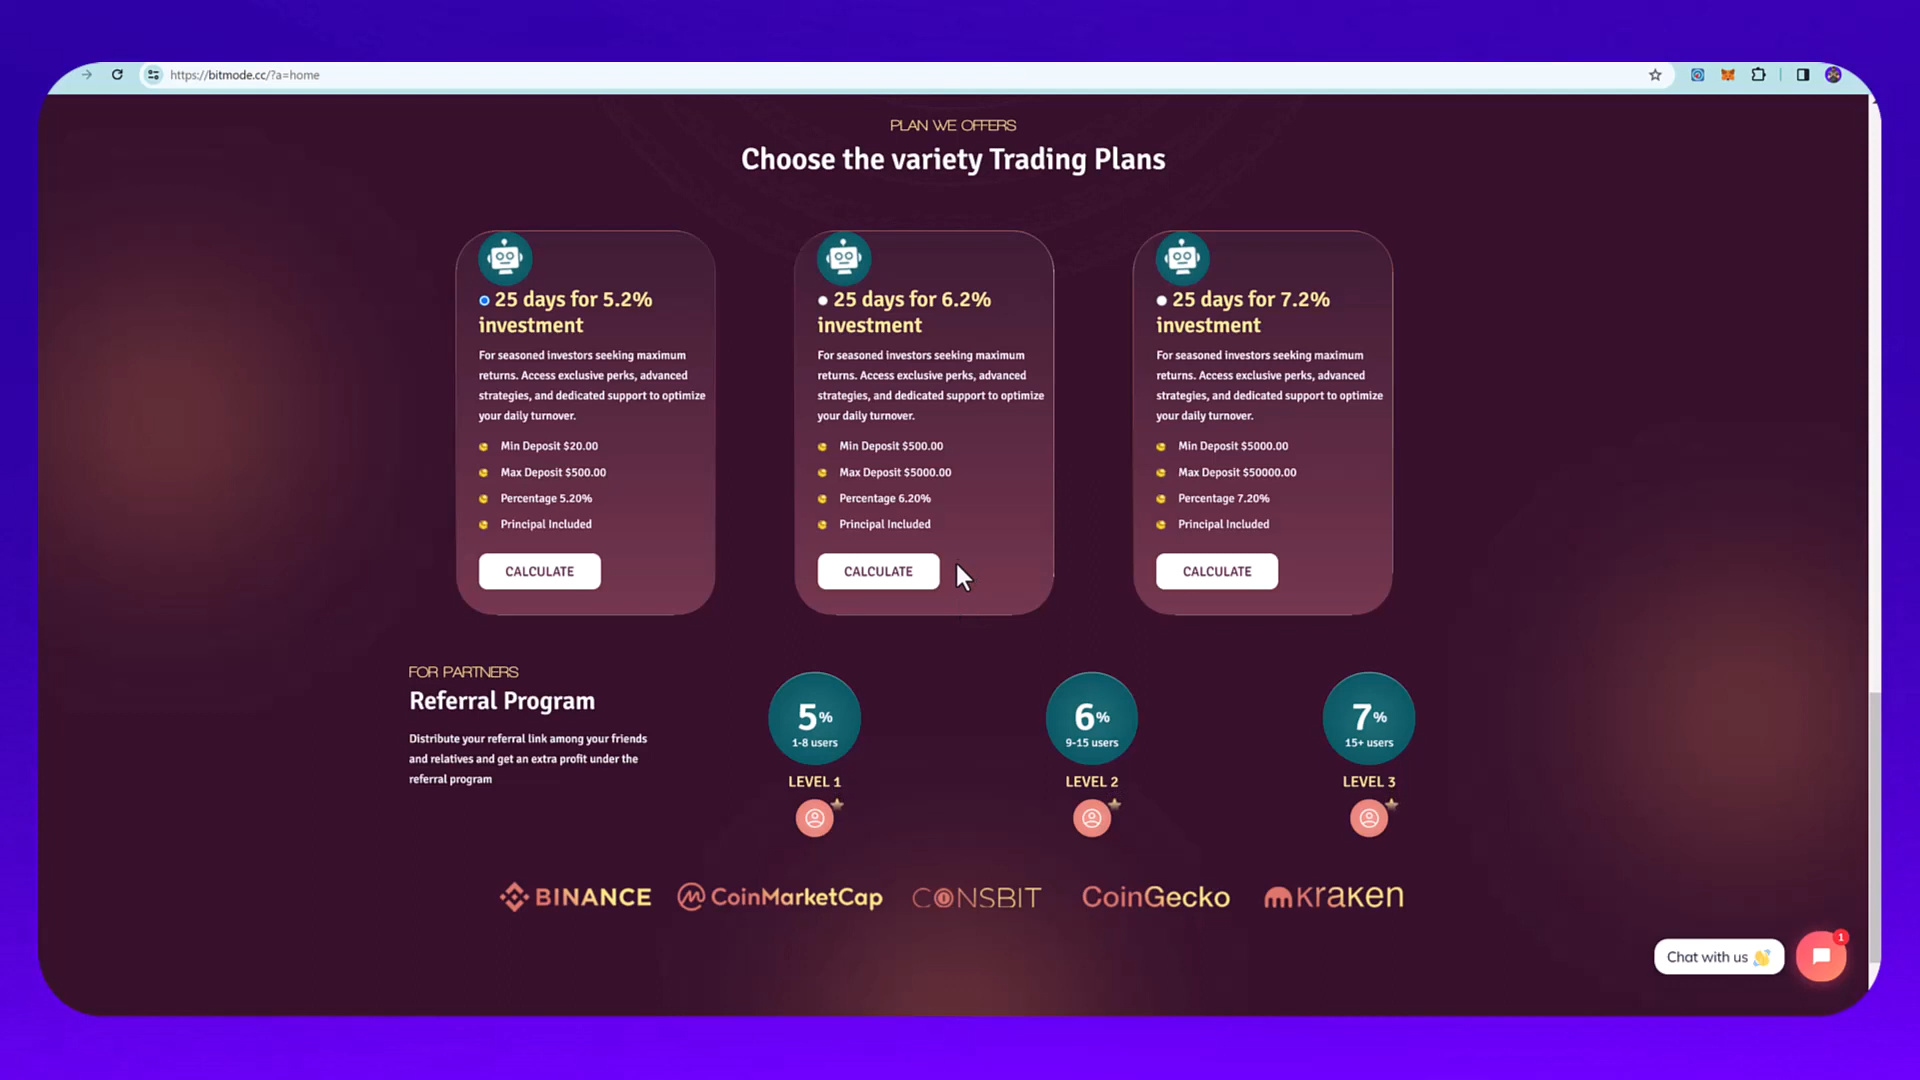 https://bitmode.cc/?a=home
PLAN WE OFFERS
Choose the variety Trading Plans
25 days for 5.2%
investment
For seasoned investors seeking maximum
returns. Access exclusive perks, advanced
strategies, and dedicated support to optimize
your daily turnover.
Min Deposit $20.00
Max Deposit $500.00
Percentage 5.20%
Principal Included
CALCULATE
25 days for 6.2%
investment
For seasoned investors seeking maximum
returns. Access exclusive perks, advanced
strategies, and dedicated support to optimize
your daily turnover.
Min Deposit $500.00
Max Deposit $5000.00
Percentage 6.20%
Principal Included
CALCULATE
25 days for 7.2%
investment
For seasoned investors seeking maximum
returns. Access exclusive perks, advanced
strategies, and dedicated support to optimize
your daily turnover.
Min Deposit $5000.00
Max Deposit $50000.00
Percentage 7.20%
Principal Included
CALCULATE
FOR PARTNERS
Referral Program
Distribute your referral link among your friends
and relatives and get an extra profit under the
referral program
5%
1-8 users
LEVEL 1
6%
9-15 users
LEVEL 2
7%
15+ users
LEVEL 3
BINANCE
CoinMarketCap
COINSBIT
CoinGecko
kraken
Chat with us 👋
1